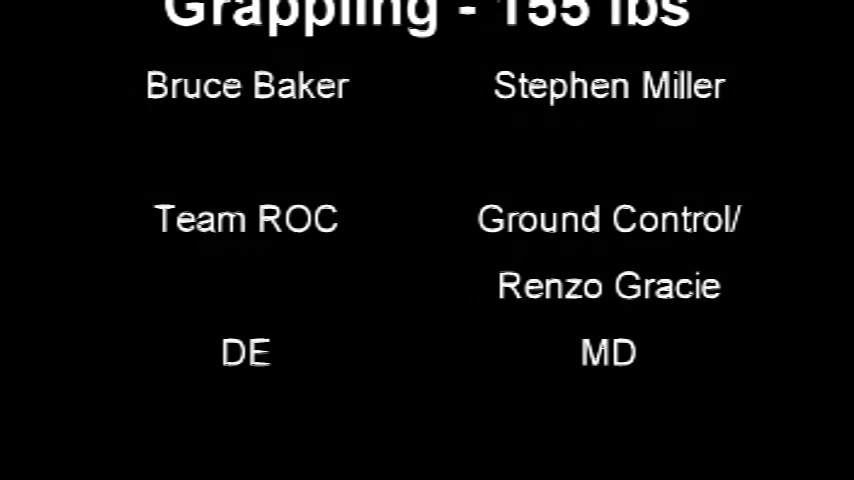 Grappling - 155 lbs
Bruce Baker Stephen Miller
Team ROC Ground Control/
Renzo Gracie
DE MD